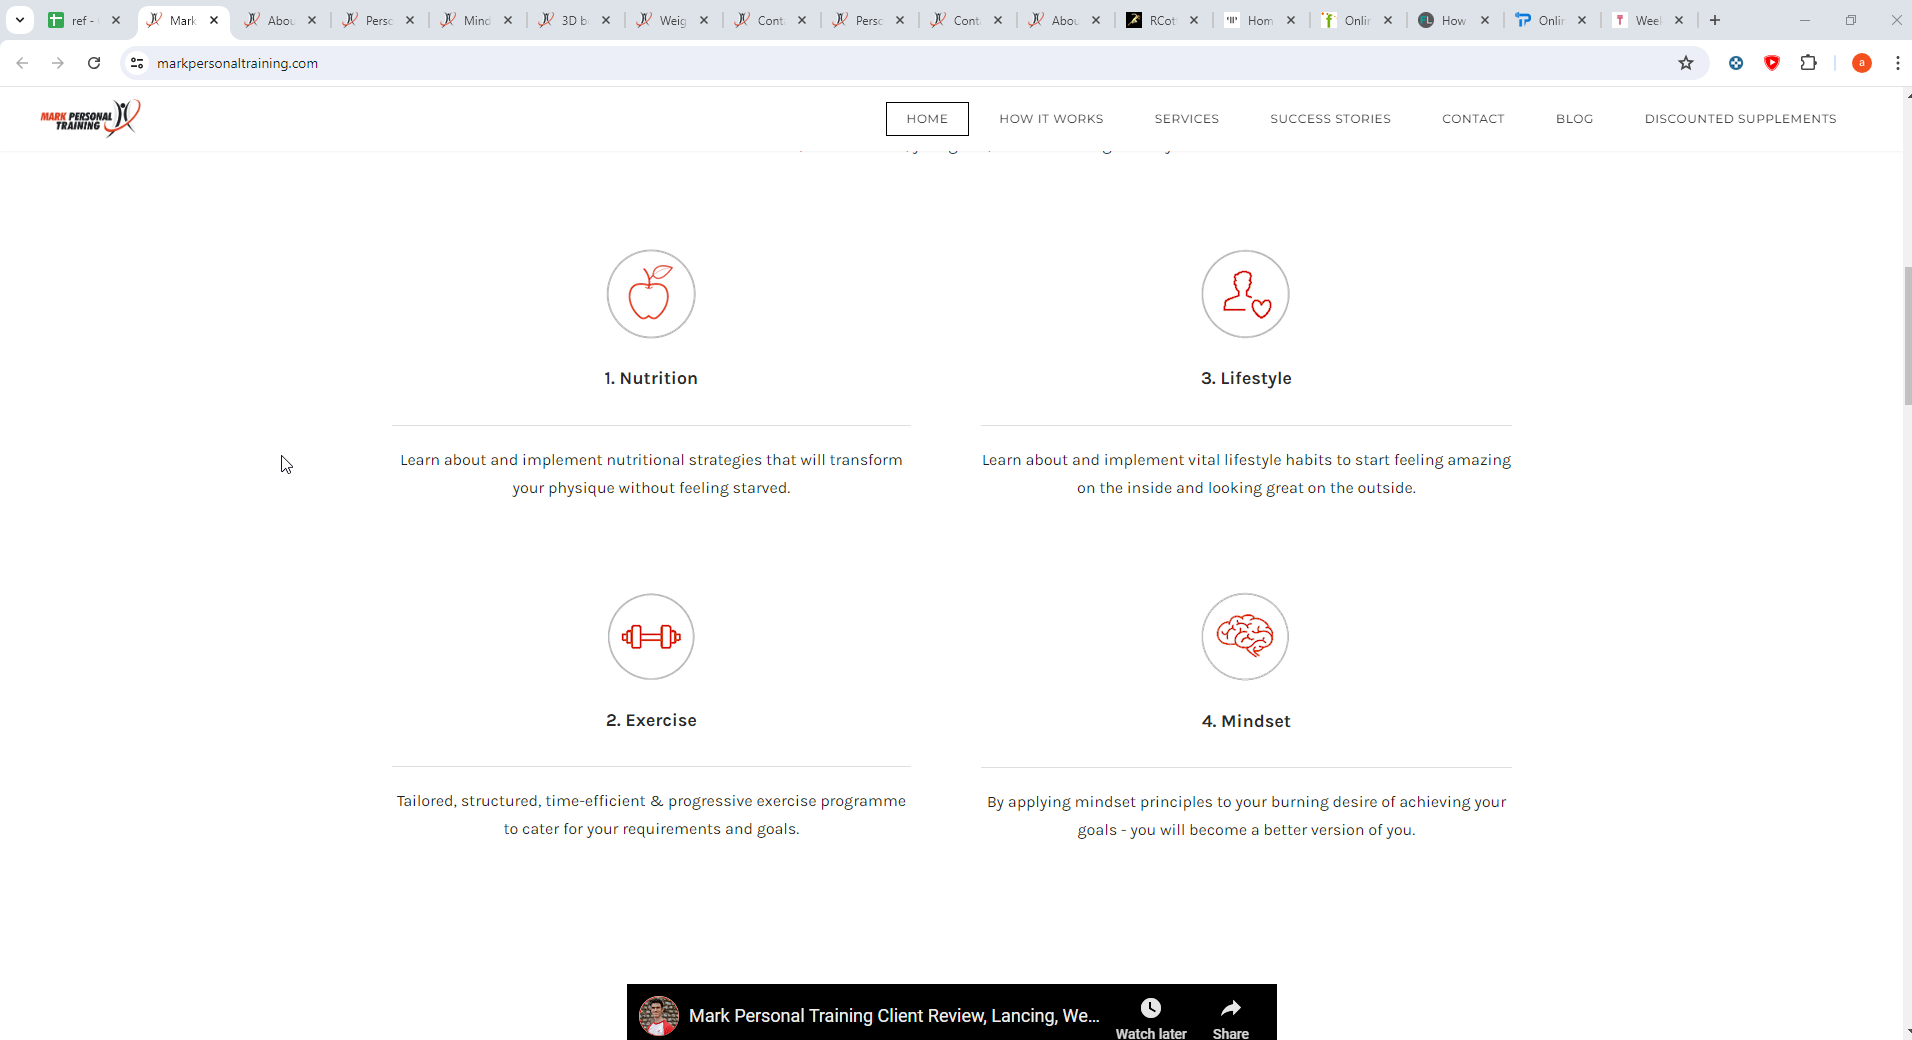 ref -
Mark
Abou
Perso
Mind
3D b
Weig
Cont
Perso
Cont
Abou
RCot
Hom
Onlin
How
Onlin
Wee
markpersonaltraining.com
a
MARK PERSONAL
TRAINING
HOME
HOW IT WORKS
SERVICES
SUCCESS STORIES
CONTACT
BLOG
DISCOUNTED SUPPLEMENTS
1. Nutrition
Learn about and implement nutritional strategies that will transform
your physique without feeling starved.
3. Lifestyle
Learn about and implement vital lifestyle habits to start feeling amazing
on the inside and looking great on the outside.
2. Exercise
Tailored, structured, time-efficient & progressive exercise programme
to cater for your requirements and goals.
4. Mindset
By applying mindset principles to your burning desire of achieving your
goals - you will become a better version of you.
Mark Personal Training Client Review, Lancing, We...
Watch later
Share